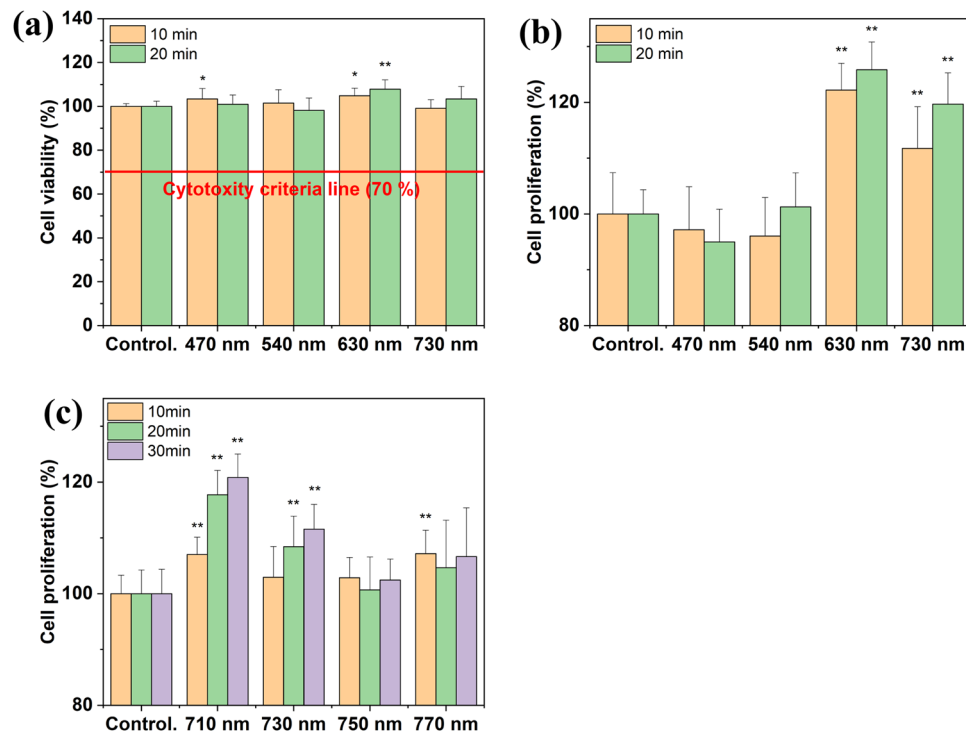 (a)
140
120
100
80
60
40
20
0
Cell viability (%)
10 min
20 min
*
*
**
Cytotoxity criteria line (70 %)
Control. 470 nm 540 nm 630 nm 730 nm
(b)
120
100
80
Cell proliferation (%)
10 min
20 min
**
**
**
**
Control. 470 nm 540 nm 630 nm 730 nm
(c)
120
100
80
Cell proliferation (%)
10min
20min
30min
**
**
**
**
**
**
Control. 710 nm 730 nm 750 nm 770 nm